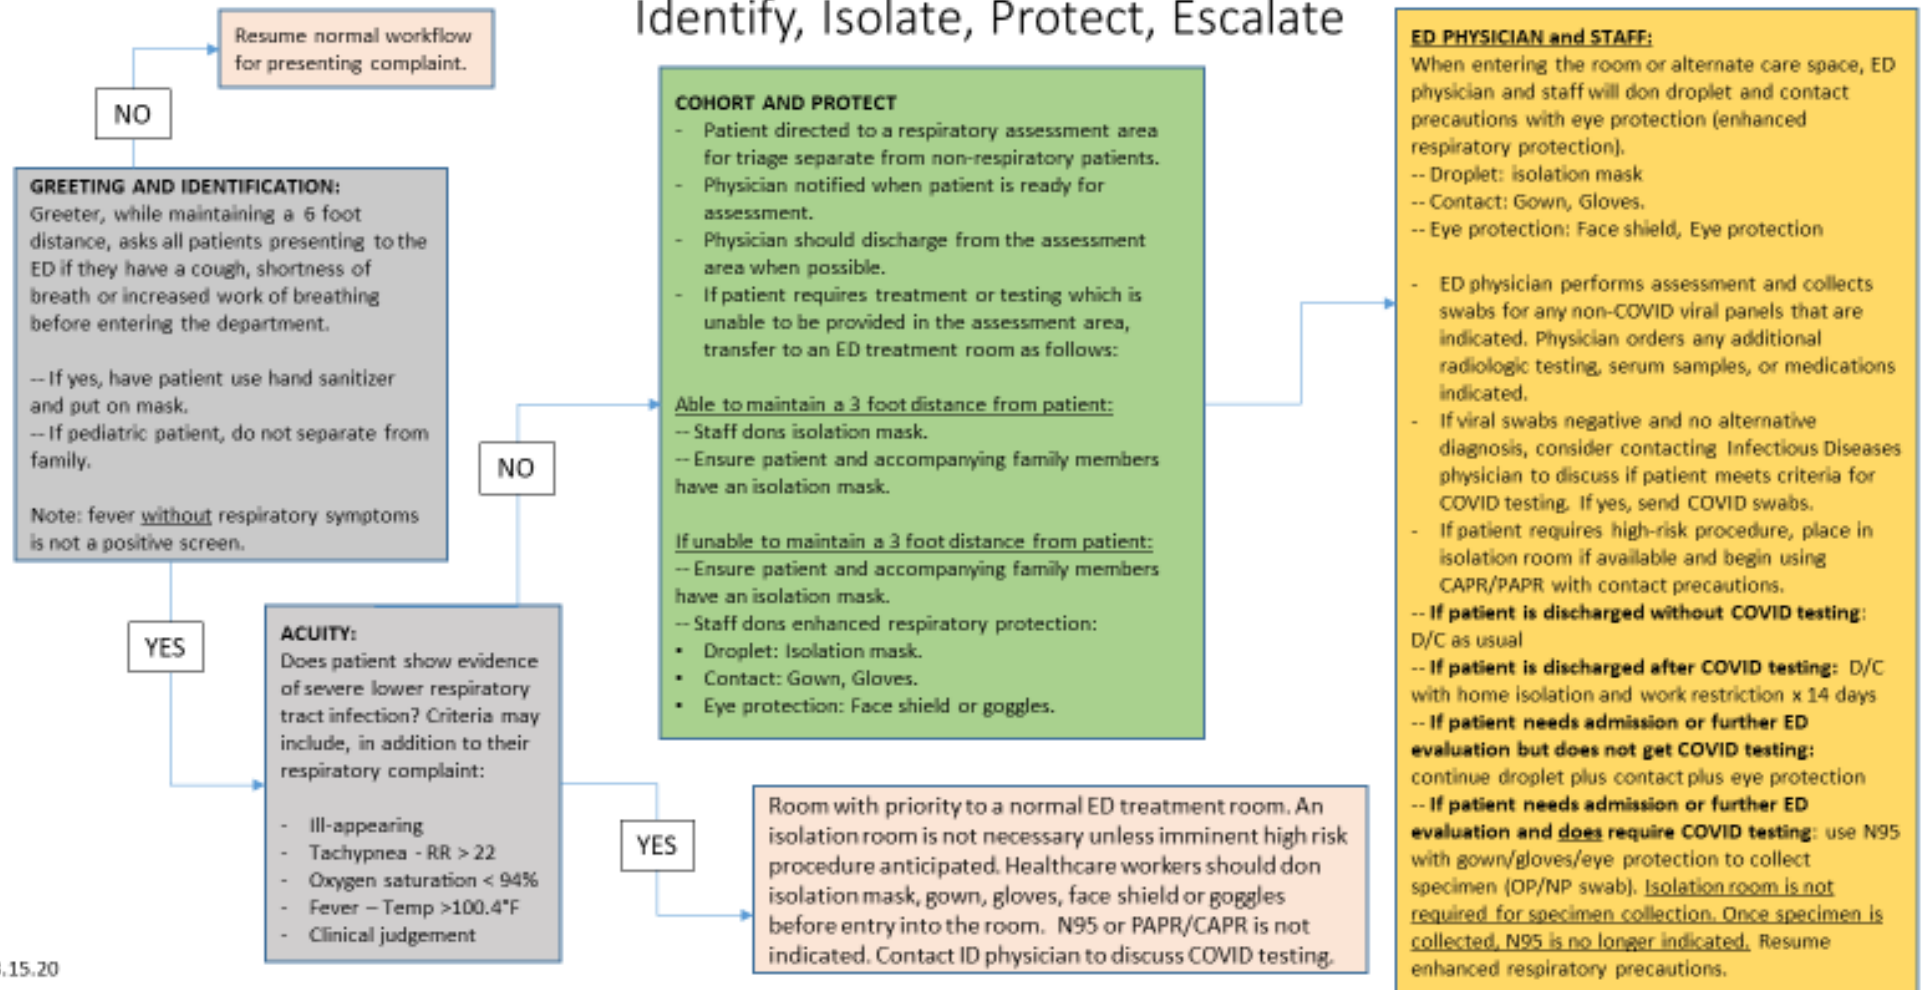 Identify, Isolate, Protect, Escalate
Resume normal workflow
for presenting complaint.
NO
GREETING AND IDENTIFICATION:
Greeter, while maintaining a 6 foot
distance, asks all patients presenting to the
ED if they have a cough, shortness of
breath or increased work of breathing
before entering the department.
-- If yes, have patient use hand sanitizer
and put on mask.
-- If pediatric patient, do not separate from
family.
Note: fever without respiratory symptoms
is not a positive screen.
YES
ACUITY:
Does patient show evidence
of severe lower respiratory
tract infection? Criteria may
include, in addition to their
respiratory complaint:
- Ill-appearing
- Tachypnea - RR > 22
- Oxygen saturation < 94%
- Fever – Temp >100.4°F
- Clinical judgement
NO
COHORT AND PROTECT
- Patient directed to a respiratory assessment area
for triage separate from non-respiratory patients.
- Physician notified when patient is ready for
assessment.
- Physician should discharge from the assessment
area when possible.
- If patient requires treatment or testing which is
unable to be provided in the assessment area,
transfer to an ED treatment room as follows:
Able to maintain a 3 foot distance from patient:
-- Staff dons isolation mask.
-- Ensure patient and accompanying family members
have an isolation mask.
If unable to maintain a 3 foot distance from patient:
-- Ensure patient and accompanying family members
have an isolation mask.
-- Staff dons enhanced respiratory protection:
▪ Droplet: Isolation mask.
▪ Contact: Gown, Gloves.
▪ Eye protection: Face shield or goggles.
YES
Room with priority to a normal ED treatment room. An
isolation room is not necessary unless imminent high risk
procedure anticipated. Healthcare workers should don
isolation mask, gown, gloves, face shield or goggles
before entry into the room. N95 or PAPR/CAPR is not
indicated. Contact ID physician to discuss COVID testing.
ED PHYSICIAN and STAFF:
When entering the room or alternate care space, ED
physician and staff will don droplet and contact
precautions with eye protection (enhanced
respiratory protection).
-- Droplet: isolation mask
-- Contact: Gown, Gloves.
-- Eye protection: Face shield, Eye protection
- ED physician performs assessment and collects
swabs for any non-COVID viral panels that are
indicated. Physician orders any additional
radiologic testing, serum samples, or medications
indicated.
- If viral swabs negative and no alternative
diagnosis, consider contacting Infectious Diseases
physician to discuss if patient meets criteria for
COVID testing. If yes, send COVID swabs.
- If patient requires high-risk procedure, place in
isolation room if available and begin using
CAPR/PAPR with contact precautions.
-- If patient is discharged without COVID testing:
D/C as usual
-- If patient is discharged after COVID testing: D/C
with home isolation and work restriction x 14 days
-- If patient needs admission or further ED
evaluation but does not get COVID testing:
continue droplet plus contact plus eye protection
-- If patient needs admission or further ED
evaluation and does require COVID testing: use N95
with gown/gloves/eye protection to collect
specimen (OP/NP swab). Isolation room is not
required for specimen collection. Once specimen is
collected, N95 is no longer indicated. Resume
enhanced respiratory precautions.
.15.20